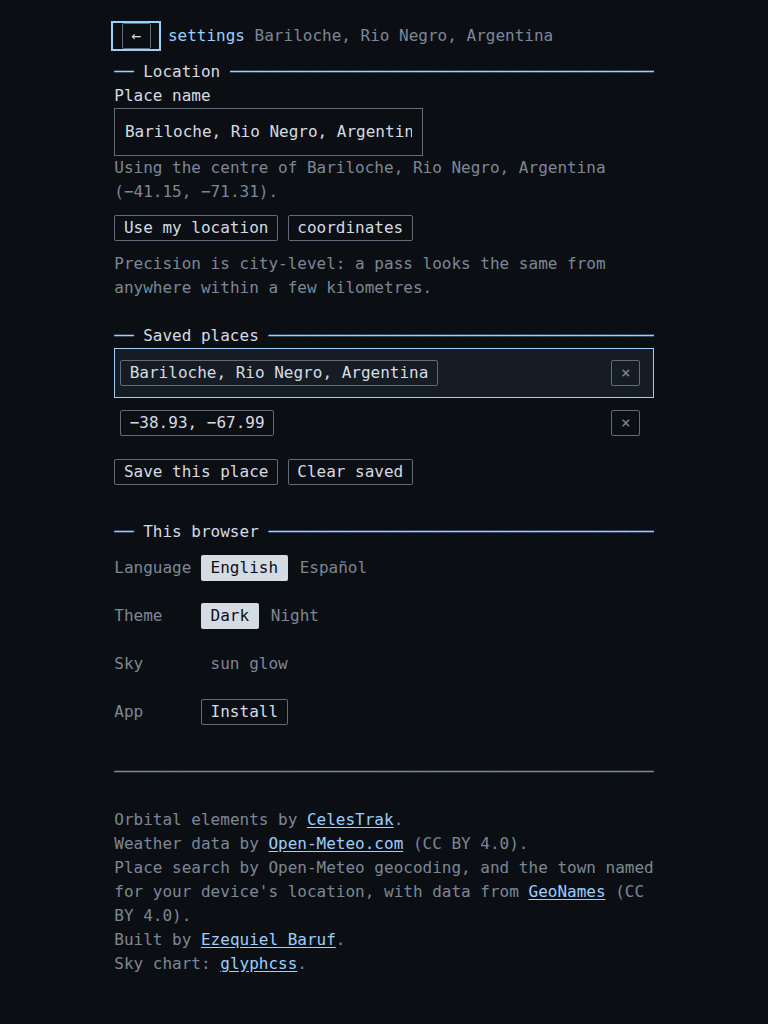 ← settings Bariloche, Rio Negro, Argentina
Location
Place name
Bariloche, Rio Negro, Argentin
Using the centre of Bariloche, Rio Negro, Argentina
(−41.15, −71.31).
Use my location coordinates
Precision is city-level: a pass looks the same from
anywhere within a few kilometres.
Saved places
Bariloche, Rio Negro, Argentina ×
−38.93, −67.99 ×
Save this place Clear saved
This browser
Language English Español
Theme Dark Night
Sky sun glow
App Install
Orbital elements by CelesTrak.
Weather data by Open-Meteo.com (CC BY 4.0).
Place search by Open-Meteo geocoding, and the town named
for your device's location, with data from GeoNames (CC
BY 4.0).
Built by Ezequiel Baruf.
Sky chart: glyphcss.